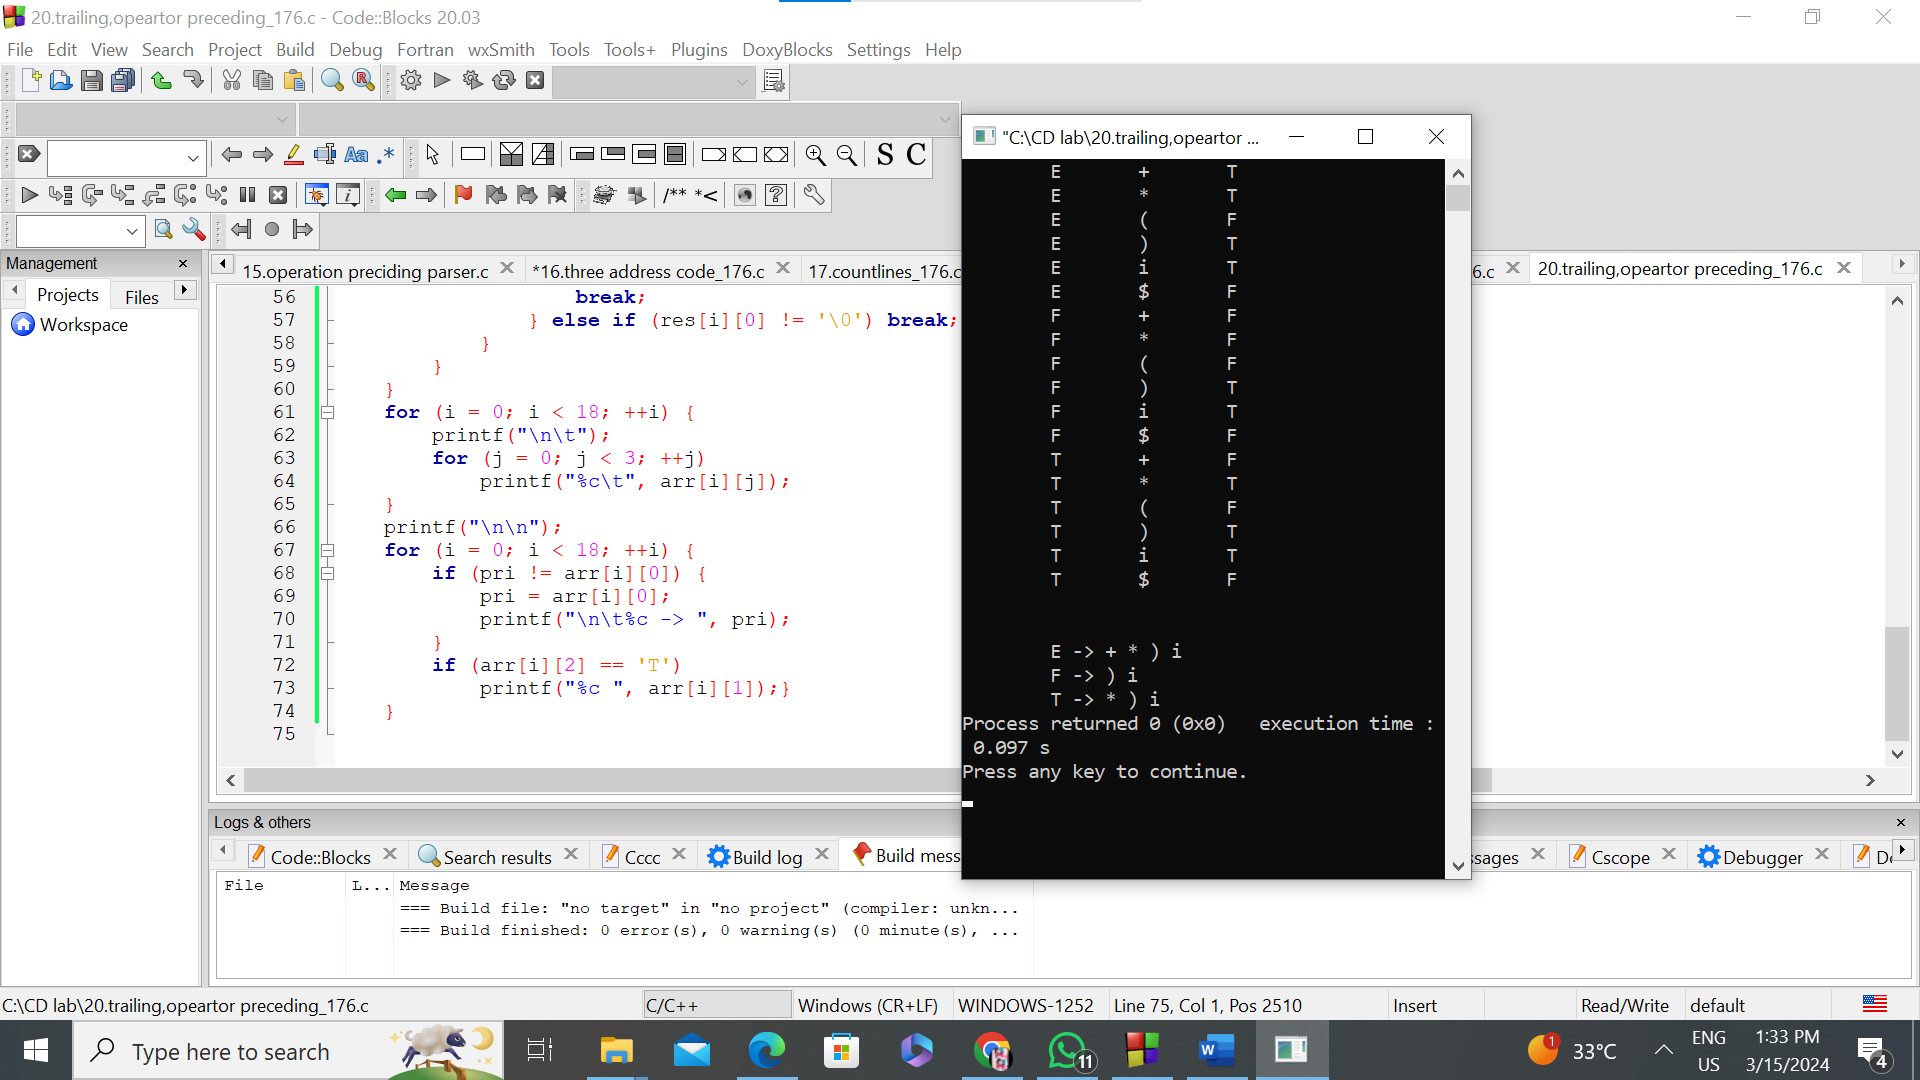 20.trailing,opeartor preceding_176.c - Code::Blocks 20.03
File Edit View Search Project Build Debug Fortran wxSmith Tools Tools+ Plugins DoxyBlocks Settings Help
S C
/** *<
Management
Projects Files
Workspace
15.operation preciding parser.c *16.three address code_176.c 17.countlines_176.c 6.c 20.trailing,opeartor preceding_176.c
56 break;
57 } else if (res[i][0] != '\0') break;
58 }
59 }
60 }
61 for (i = 0; i < 18; ++i) {
62 printf("\n\t");
63 for (j = 0; j < 3; ++j)
64 printf("%c\t", arr[i][j]);
65 }
66 printf("\n\n");
67 for (i = 0; i < 18; ++i) {
68 if (pri != arr[i][0]) {
69 pri = arr[i][0];
70 printf("\n\t%c -> ", pri);
71 }
72 if (arr[i][2] == 'T')
73 printf("%c ", arr[i][1]);}
74 }
75
"C:\CD lab\20.trailing,opeartor ...
E + T
E * T
E ( F
E ) T
E i T
E $ F
F + F
F * F
F ( F
F ) T
F i T
F $ F
T + F
T * T
T ( F
T ) T
T i T
T $ F
E -> + * ) i
F -> ) i
T -> * ) i
Process returned 0 (0x0) execution time :
0.097 s
Press any key to continue.
Logs & others
Code::Blocks Search results Cccc Build log Build mess ssages Cscope Debugger
File L... Message
=== Build file: "no target" in "no project" (compiler: unkn...
=== Build finished: 0 error(s), 0 warning(s) (0 minute(s), ...
C:\CD lab\20.trailing,opeartor preceding_176.c C/C++ Windows (CR+LF) WINDOWS-1252 Line 75, Col 1, Pos 2510 Insert Read/Write default
Type here to search
11
1
33°C
ENG
US
1:33 PM
3/15/2024
4